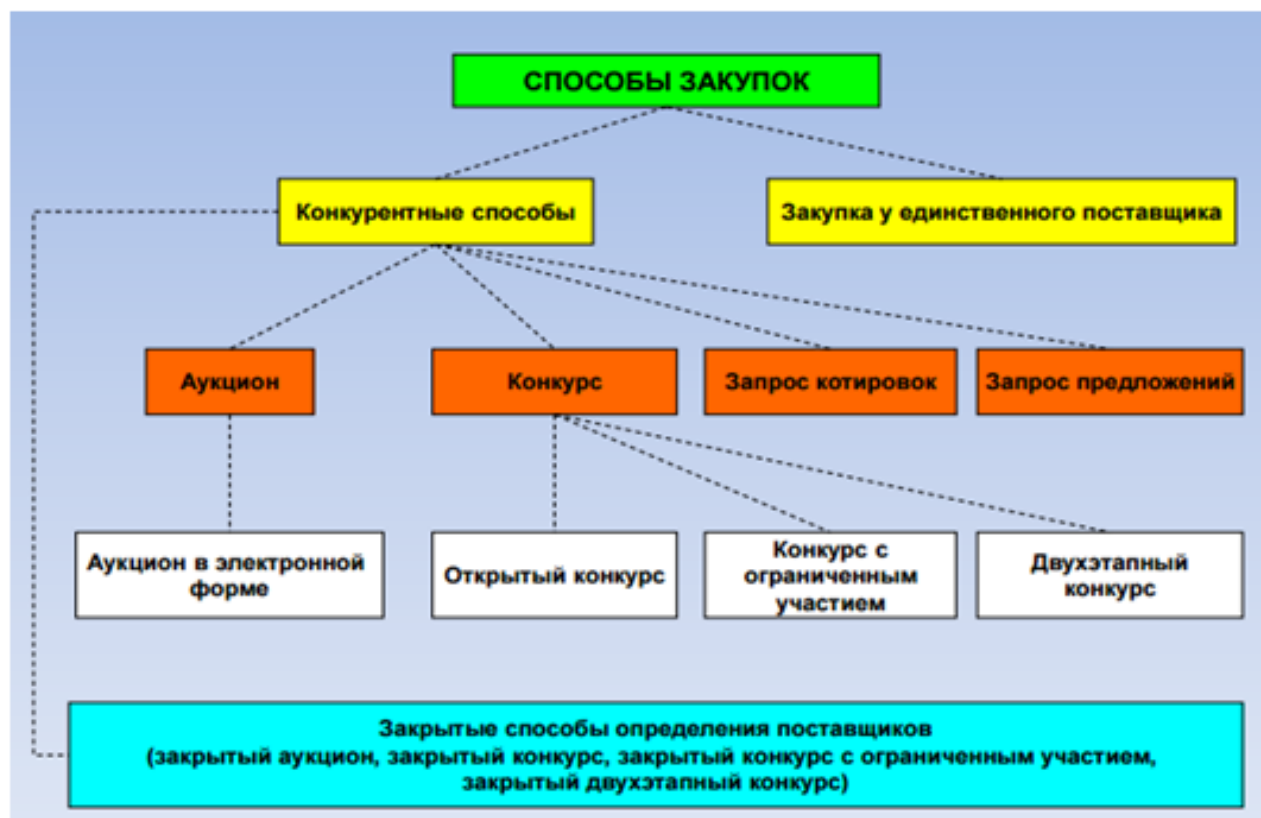 СПОСОБЫ ЗАКУПОК
Конкурентные способы
Закупка у единственного поставщика
Аукцион
Конкурс
Запрос котировок
Запрос предложений
Аукцион в электронной
форме
Открытый конкурс
Конкурс с
ограниченным
участием
Двухэтапный
конкурс
Закрытые способы определения поставщиков
(закрытый аукцион, закрытый конкурс, закрытый конкурс с ограниченным участием,
закрытый двухэтапный конкурс)